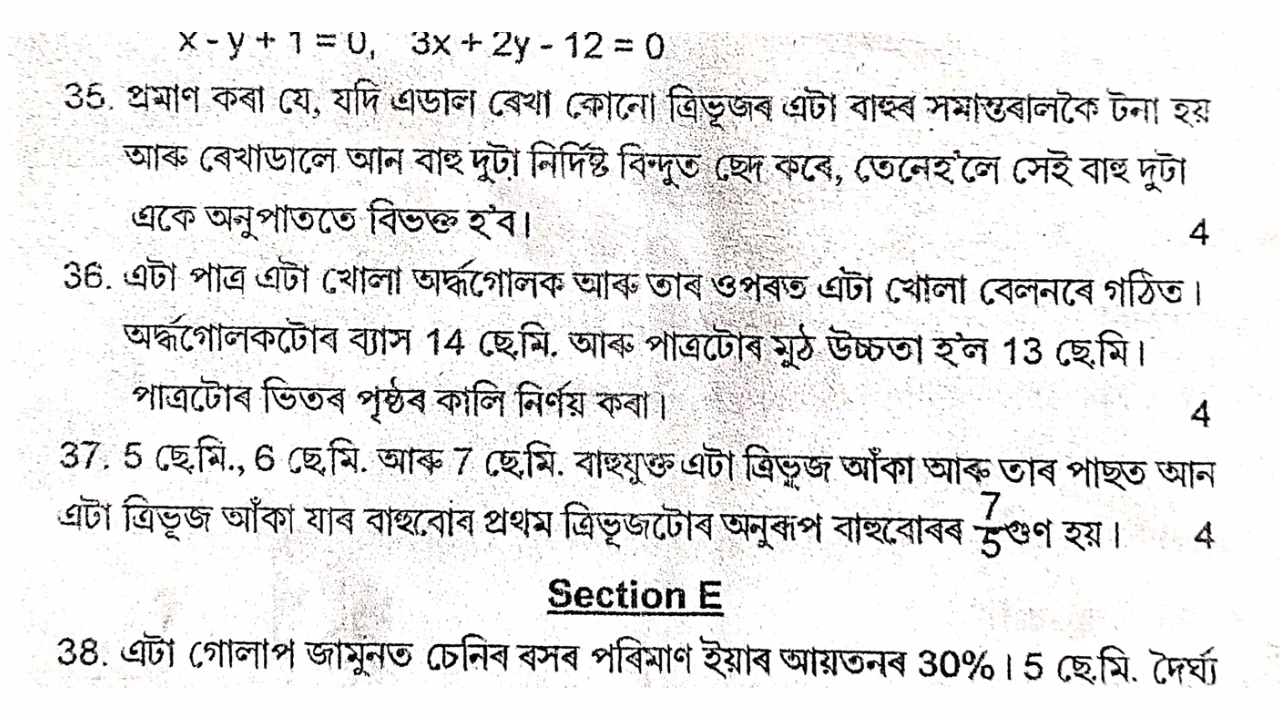 x - y + 1 = 0, 3x + 2y - 12 = 0
35. প্ৰমাণ কৰা যে, যদি এডাল ৰেখা কোনো ত্ৰিভূজৰ এটা বাহুৰ সমান্তৰালকৈ টনা হয়
আৰু ৰেখাডালে আন বাহু দুটা নিৰ্দিষ্ট বিন্দুত ছেদ কৰে, তেনেহ'লে সেই বাহু দুটা
একে অনুপাততে বিভক্ত হ'ব।
4
36. এটা পাত্ৰ এটা খোলা অৰ্দ্ধগোলক আৰু তাৰ ওপৰত এটা খোলা বেলনৰে গঠিত।
অৰ্দ্ধগোলকটোৰ ব্যাস 14 ছে.মি. আৰু পাত্ৰটোৰ মুঠ উচ্চতা হ'ল 13 ছে.মি।
পাত্ৰটোৰ ভিতৰ পৃষ্ঠৰ কালি নিৰ্ণয় কৰা।
4
37. 5 ছে.মি., 6 ছে.মি. আৰু 7 ছে.মি. বাহুযুক্ত এটা ত্ৰিভূজ আঁকা আৰু তাৰ পাছত আন
এটা ত্ৰিভূজ আঁকা যাৰ বাহুবোৰ প্ৰথম ত্ৰিভূজটোৰ অনুৰূপ বাহুবোৰৰ 7/5 গুণ হয়। 4
Section E
38. এটা গোলাপ জামুনত চেনিৰ ৰসৰ পৰিমাণ ইয়াৰ আয়তনৰ 30%। 5 ছে.মি. দৈৰ্ঘ্য